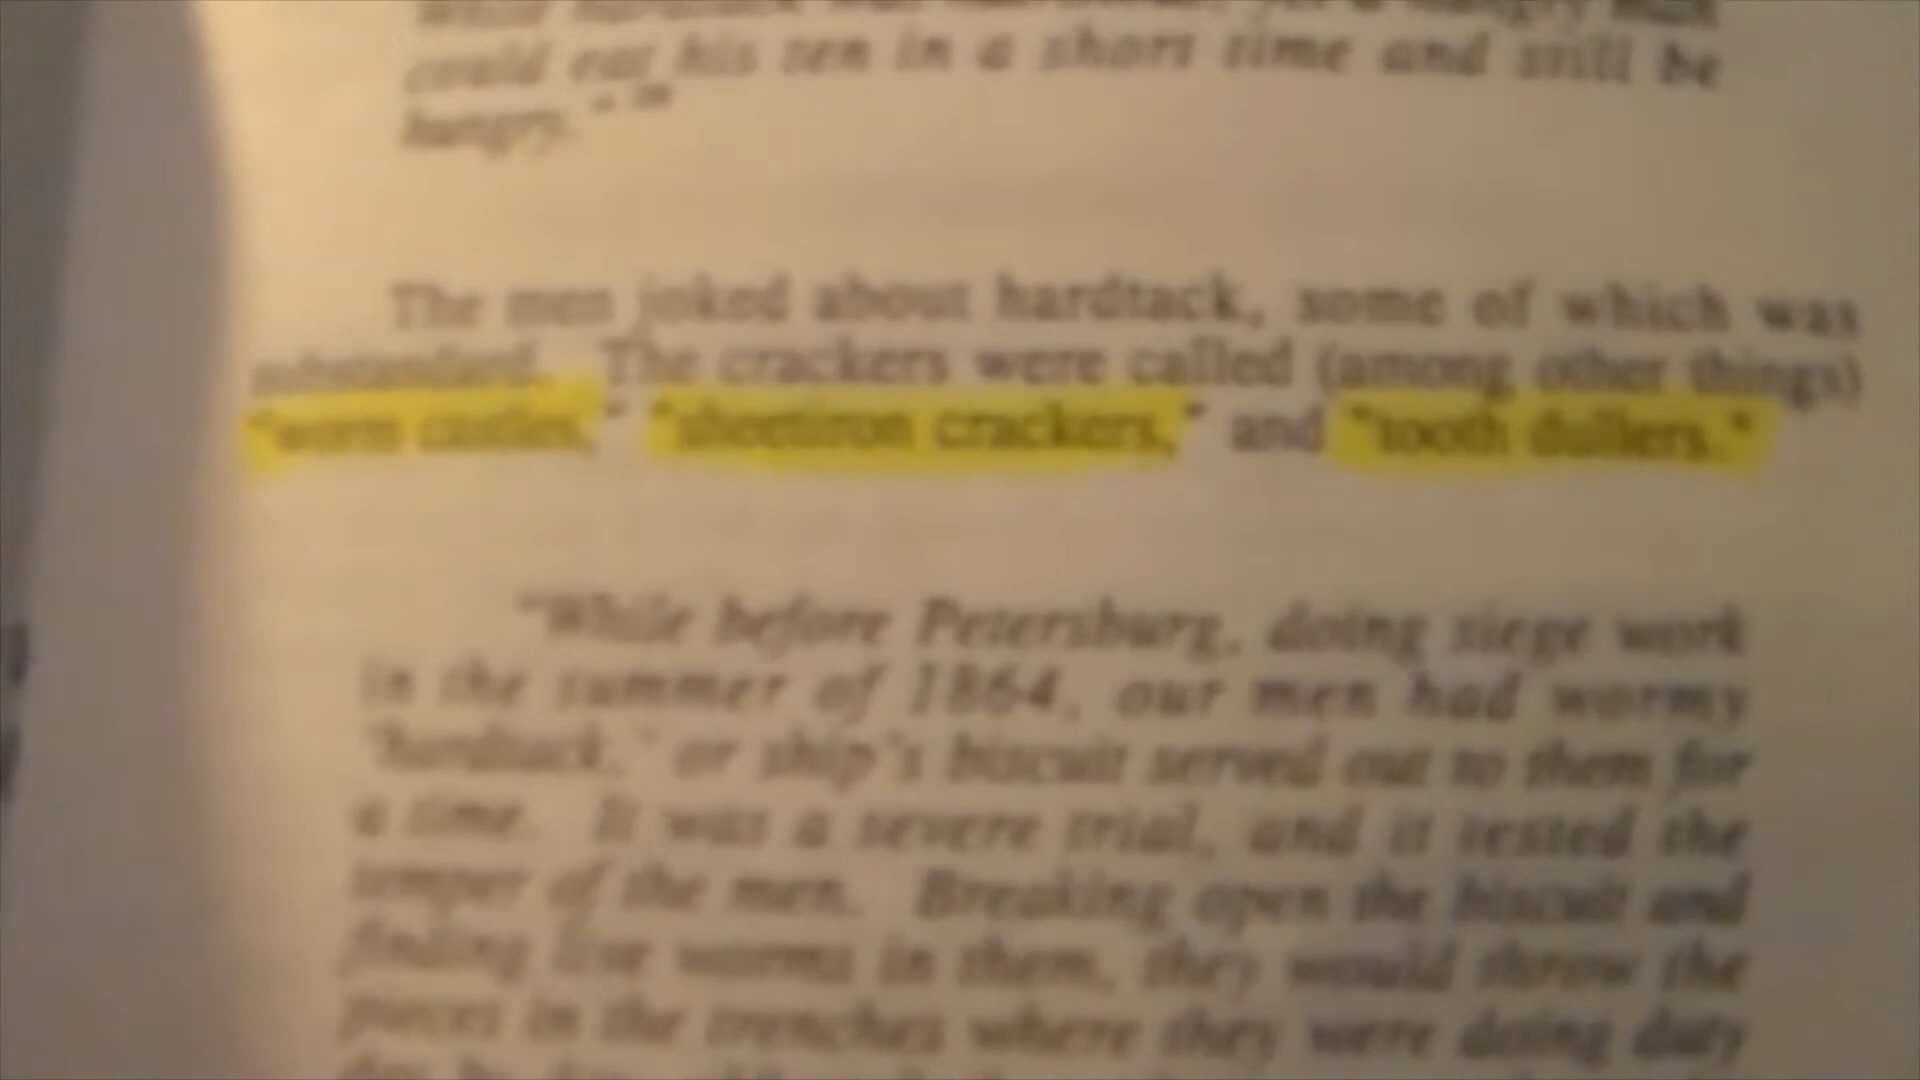 could eat his ten in a short time and still be
hungry."
The men joked about hardtack, some of which was
substandard. The crackers were called (among other things)
"worm castles," "sheetiron crackers," and "tooth dullers."
"While before Petersburg, doing siege work
in the summer of 1864, our men had wormy
'hardtack,' or ship's biscuit served out to them for
a time. It was a severe trial, and it tested the
temper of the men. Breaking open the biscuit and
finding live worms in them, they would throw the
pieces in the trenches where they were doing duty